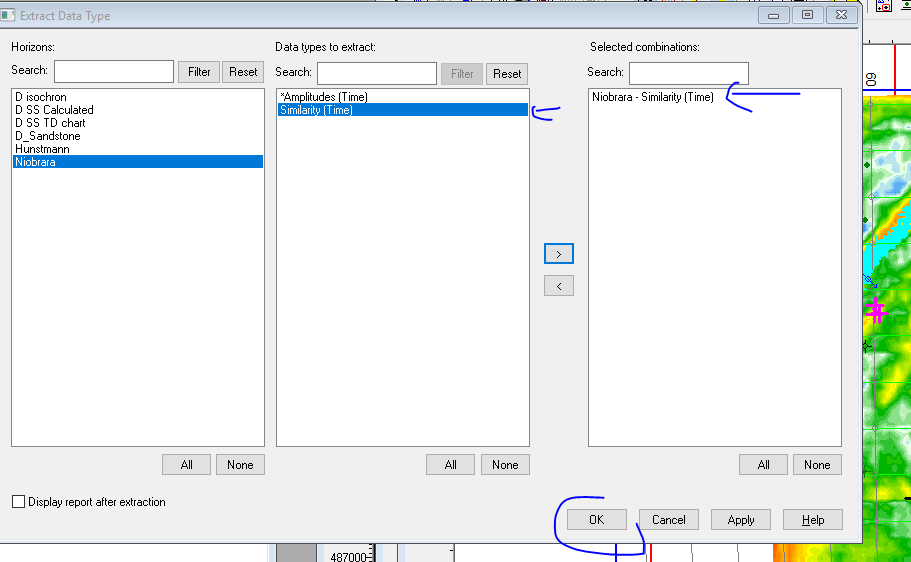 Extract Data Type
Horizons:
Search:
Filter
Reset
D isochron
D SS Calculated
D SS TD chart
D_Sandstone
Hunstmann
Niobrara
All
None
Data types to extract:
Search:
Filter
Reset
*Amplitudes (Time)
Similarity (Time)
All
None
>
<
Selected combinations:
Search:
Niobrara - Similarity (Time)
All
None
Display report after extraction
OK
Cancel
Apply
Help
60
487000